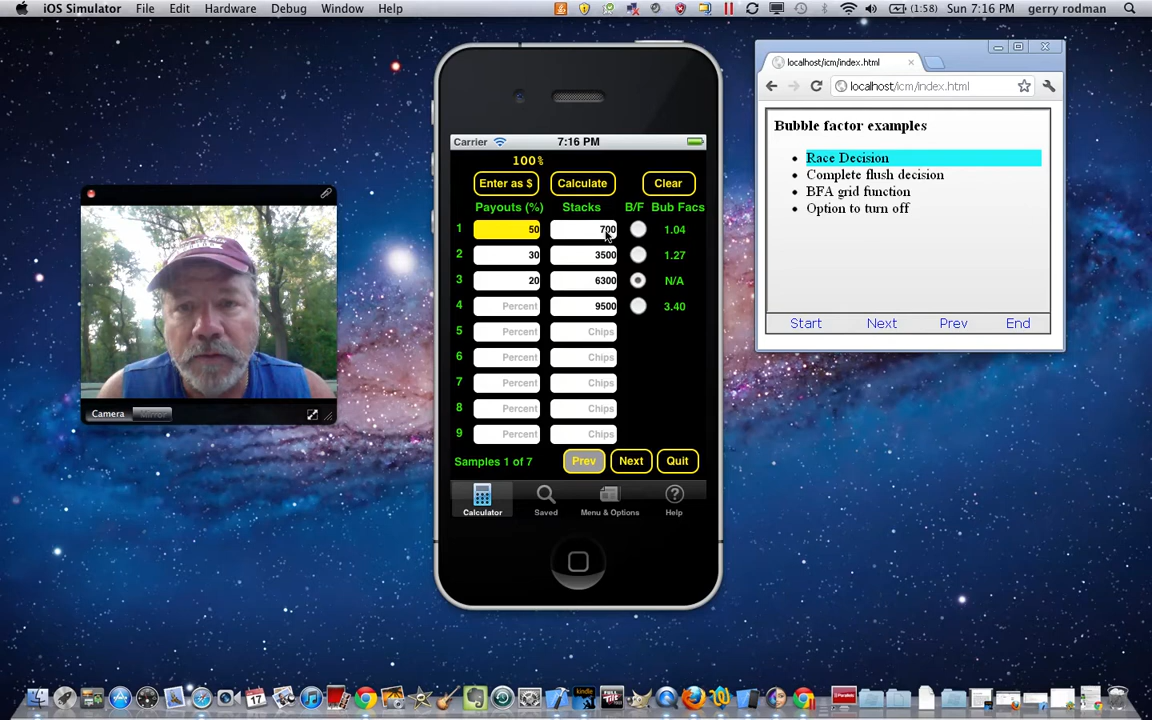 iOS Simulator File Edit Hardware Debug Window Help (1:58) Sun 7:16 PM gerry rodman
localhost/icm/index.html
localhost/icm/index.html
Bubble factor examples
Race Decision
Complete flush decision
BFA grid function
Option to turn off
Start Next Prev End
Carrier 7:16 PM
100%
Enter as $ Calculate Clear
Payouts (%) Stacks B/F Bub Facs
1 50 700 1.04
2 30 3500 1.27
3 20 6300 N/A
4 Percent 9500 3.40
5 Percent Chips
6 Percent Chips
7 Percent Chips
8 Percent Chips
9 Percent Chips
Samples 1 of 7 Prev Next Quit
Calculator Saved Menu & Options Help
Camera